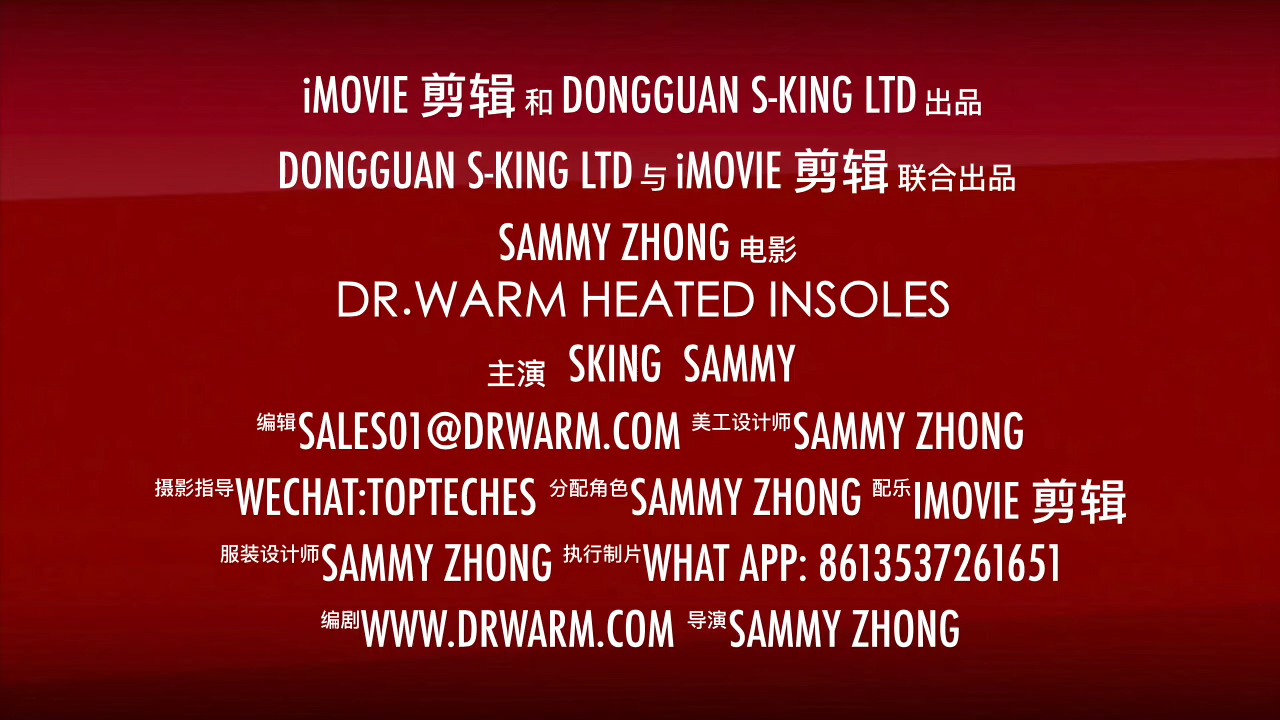 iMOVIE 剪辑 和 DONGGUAN S-KING LTD 出品
DONGGUAN S-KING LTD 与 iMOVIE 剪辑 联合出品
SAMMY ZHONG 电影
DR.WARM HEATED INSOLES
主演 SKING SAMMY
编辑SALES01@DRWARM.COM 美工设计师SAMMY ZHONG
摄影指导WECHAT:TOPTECHES 分配角色SAMMY ZHONG 配乐IMOVIE 剪辑
服装设计师SAMMY ZHONG 执行制片WHAT APP: 8613537261651
编剧WWW.DRWARM.COM 导演SAMMY ZHONG